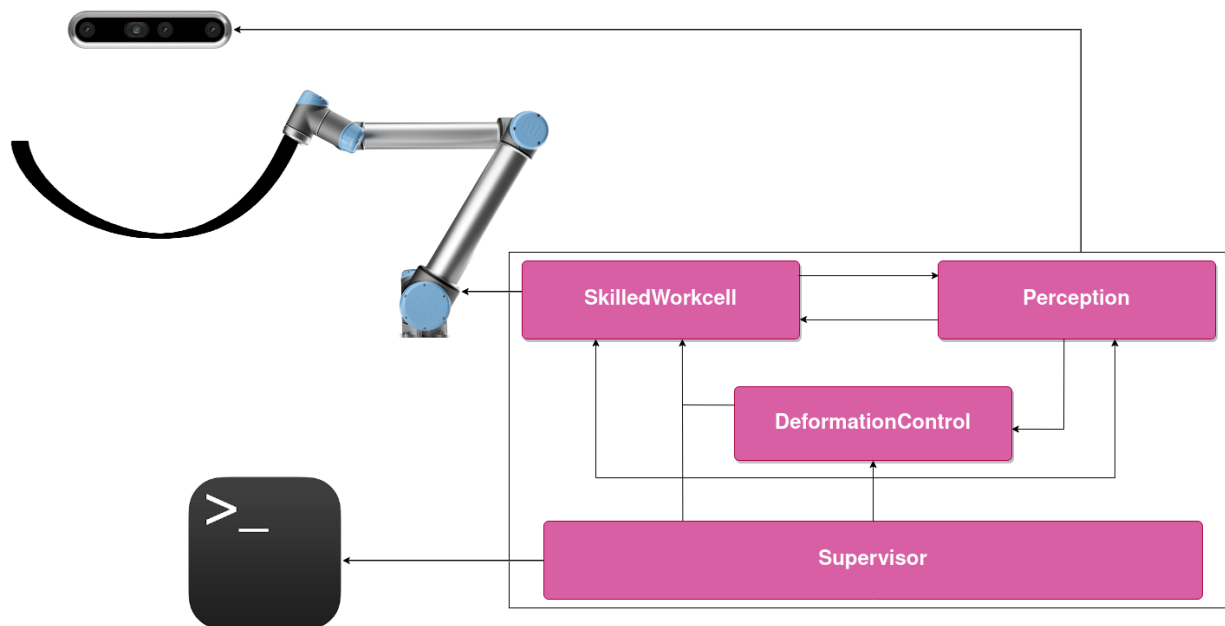 SkilledWorkcell
Perception
DeformationControl
>_
Supervisor